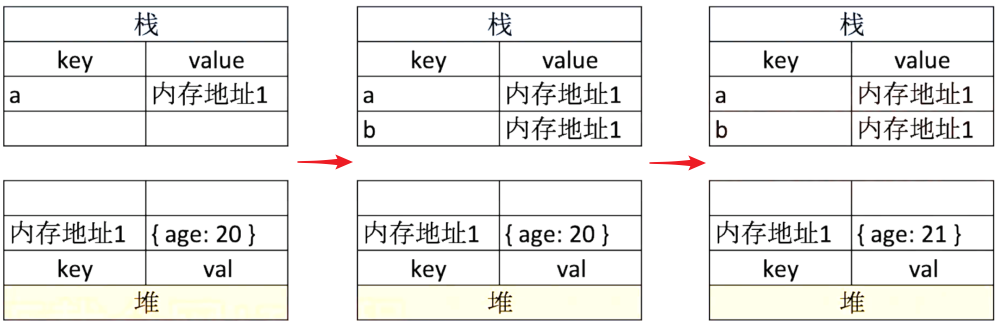 栈
key value
a 内存地址1
内存地址1 { age: 20 }
key val
堆
栈
key value
a 内存地址1
b 内存地址1
内存地址1 { age: 20 }
key val
堆
栈
key value
a 内存地址1
b 内存地址1
内存地址1 { age: 21 }
key val
堆